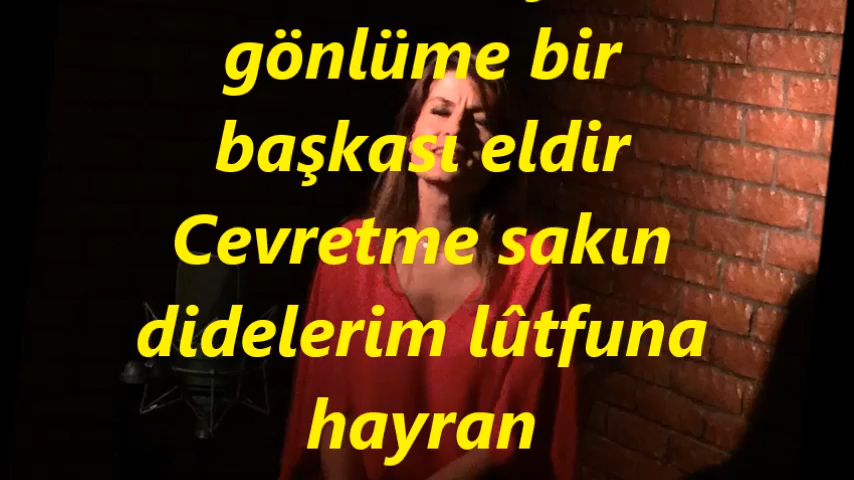 gönlüme bir
başkası eldir
Cevretme sakın
didelerim lûtfuna
hayran